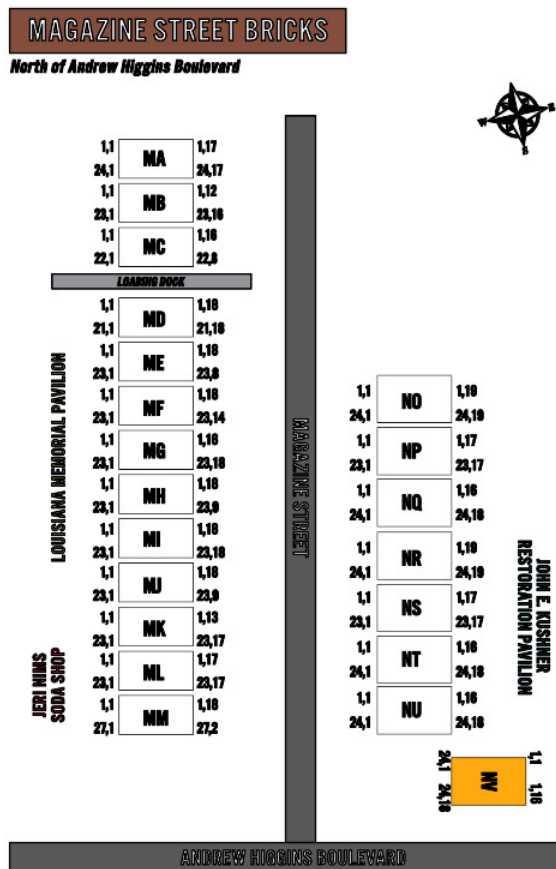 MAGAZINE STREET BRICKS
North of Andrew Higgins Boulevard
N
W
E
S
1,1 MA 1,17
24,1 24,17
1,1 MB 1,12
23,1 23,16
1,1 MC 1,16
22,1 22,8
LOADING DOCK
1,1 MD 1,18
21,1 21,18
1,1 ME 1,18
23,1 23,8
1,1 MF 1,18
23,1 23,14
1,1 MG 1,16
23,1 23,18
1,1 MH 1,18
23,1 23,9
1,1 MI 1,18
23,1 23,18
1,1 MJ 1,18
23,1 23,9
1,1 MK 1,13
23,1 23,17
1,1 ML 1,17
23,1 23,17
1,1 MM 1,18
27,1 27,2
LOUISIANA MEMORIAL PAVILION
JERI NIMS
SODA SHOP
MAGAZINE STREET
1,1 NO 1,19
24,1 24,19
1,1 NP 1,17
23,1 23,17
1,1 NQ 1,16
24,1 24,18
1,1 NR 1,19
24,1 24,19
1,1 NS 1,17
23,1 23,17
1,1 NT 1,16
24,1 24,18
1,1 NU 1,16
24,1 24,18
JOHN E. KUSHNER
RESTORATION PAVILION
24,1 NV 1,1
24,18 1,16
ANDREW HIGGINS BOULEVARD